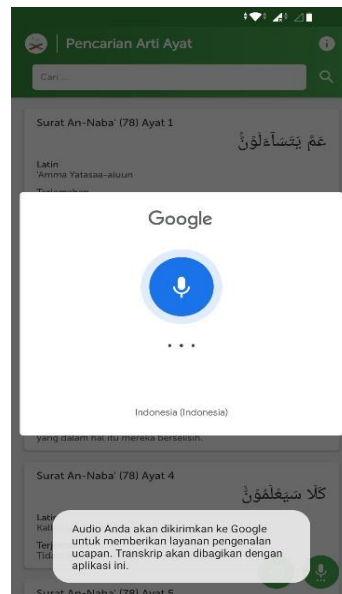 Pencarian Arti Ayat
Cari ...
Surat An-Naba' (78) Ayat 1
عَمَّ يَتَسَآءَلُوْنَۚ
Latin
'Amma Yatasaa-aluun
Terjemahan
Google
Indonesia (Indonesia)
yang dalam hal itu mereka berselisih.
Surat An-Naba' (78) Ayat 4
كَلَّا سَيَعْلَمُوْنَۙ
Latin
Audio Anda akan dikirimkan ke Google
untuk memberikan layanan pengenalan
ucapan. Transkrip akan dibagikan dengan
aplikasi ini.
Surat An-Naba' (78) Ayat 5